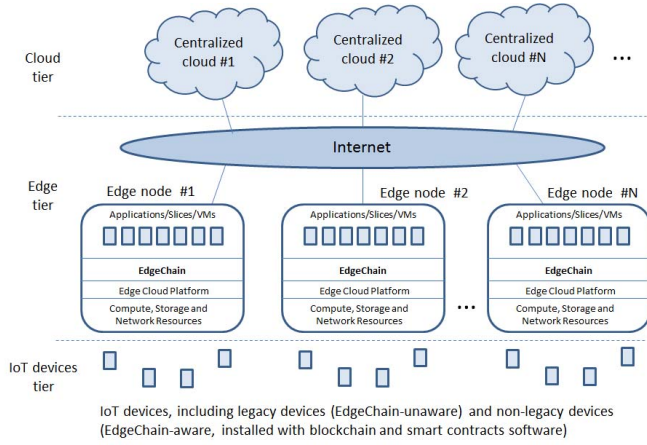 Cloud tier
Centralized cloud #1
Centralized cloud #2
Centralized cloud #N
...
Internet
Edge tier
Edge node #1
Edge node #2
Edge node #N
Applications/Slices/VMs
EdgeChain
Edge Cloud Platform
Compute, Storage and
Network Resources
Applications/Slices/VMs
EdgeChain
Edge Cloud Platform
Compute, Storage and
Network Resources
...
Applications/Slices/VMs
EdgeChain
Edge Cloud Platform
Compute, Storage and
Network Resources
IoT devices
tier
IoT devices, including legacy devices (EdgeChain-unaware) and non-legacy devices
(EdgeChain-aware, installed with blockchain and smart contracts software)